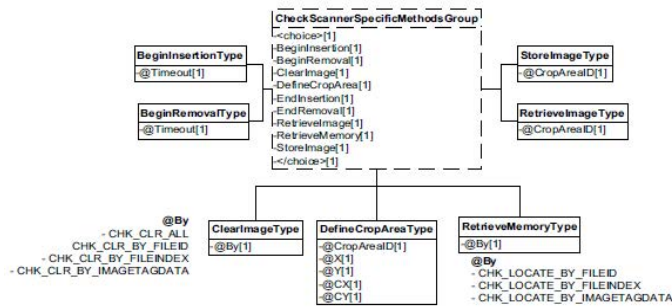 CheckScannerSpecificMethodsGroup
-<choice>[1]
-BeginInsertion[1]
-BeginRemoval[1]
-ClearImage[1]
-DefineCropArea[1]
-EndInsertion[1]
-EndRemoval[1]
-RetrieveImage[1]
-RetrieveMemory[1]
-StoreImage[1]
-</choice>[1]
BeginInsertionType
-@Timeout[1]
BeginRemovalType
-@Timeout[1]
StoreImageType
-@CropAreaID[1]
RetrieveImageType
-@CropAreaID[1]
@By
- CHK_CLR_ALL
CHK_CLR_BY_FILEID
- CHK_CLR_BY_FILEINDEX
- CHK_CLR_BY_IMAGETAGDATA
ClearImageType
-@By[1]
DefineCropAreaType
-@CropAreaID[1]
-@X[1]
-@Y[1]
-@CX[1]
-@CY[1]
RetrieveMemoryType
-@By[1]
@By
- CHK_LOCATE_BY_FILEID
- CHK_LOCATE_BY_FILEINDEX
- CHK_LOCATE_BY_IMAGETAGDATA